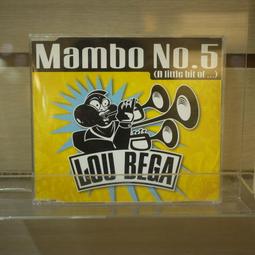 Mambo No.5
(A little bit of ...)
LOU BEGA